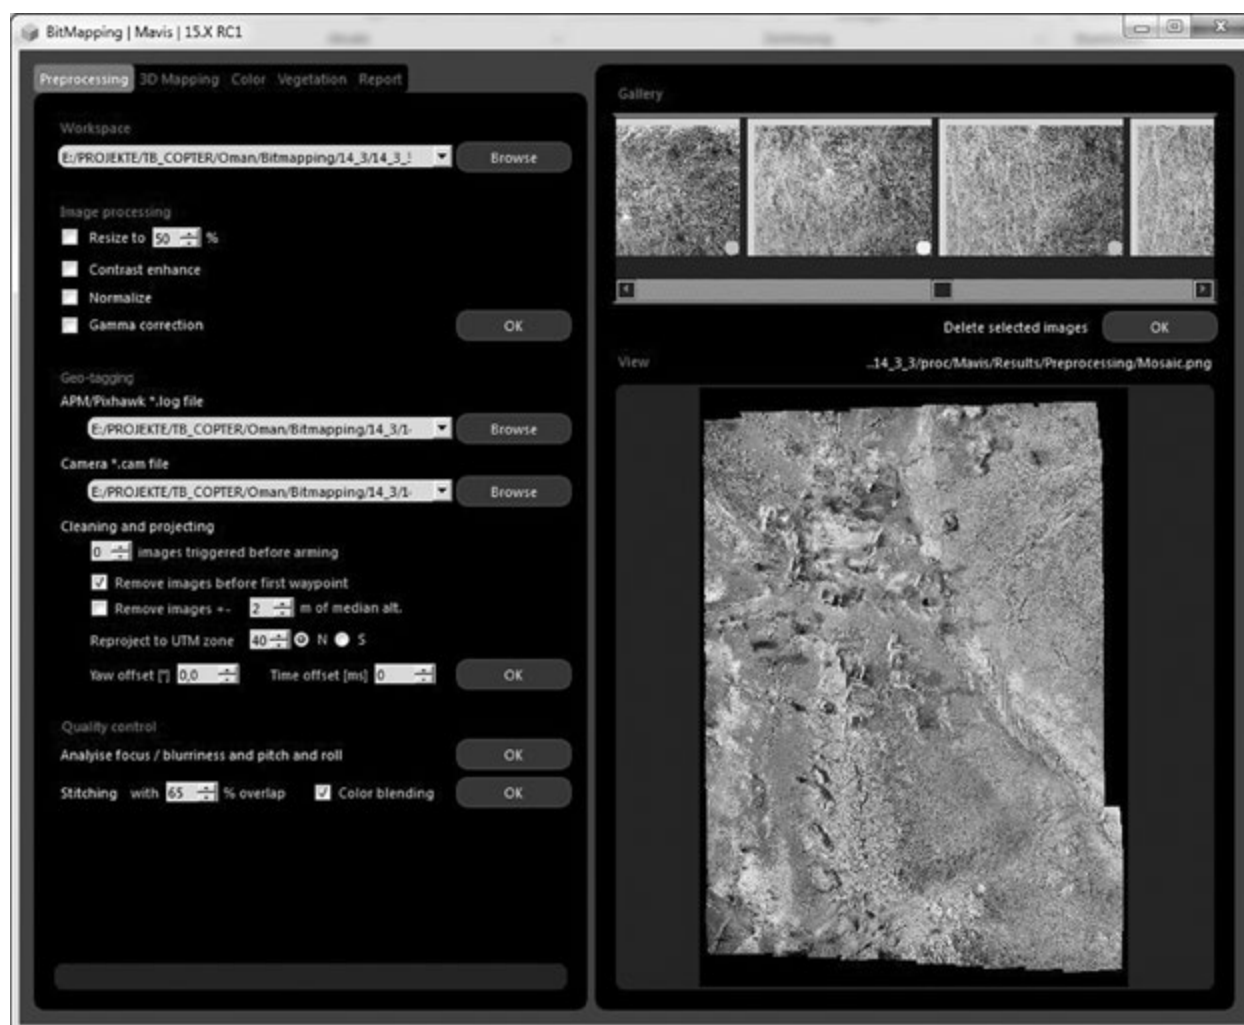 BitMapping | Mavis | 15.X RC1
Preprocessing 3D Mapping Color Vegetation Report
Workspace
E:/PROJEKTE/TB_COPTER/Oman/Bitmapping/14_3/14_3_3 Browse
Image processing
Resize to 50 %
Contrast enhance
Normalize
Gamma correction OK
Geo-tagging
APM/Pixhawk *.log file
E:/PROJEKTE/TB_COPTER/Oman/Bitmapping/14_3/1- Browse
Camera *.cam file
E:/PROJEKTE/TB_COPTER/Oman/Bitmapping/14_3/1- Browse
Cleaning and projecting
0 images triggered before arming
Remove images before first waypoint
Remove images +- 2 m of median alt.
Reproject to UTM zone 40 N S
Yaw offset [°] 0,0 Time offset [ms] 0 OK
Quality control
Analyise focus / blurriness and pitch and roll OK
Stitching with 65 % overlap Color blending OK
Gallery
Delete selected images OK
View ..14_3_3/proc/Mavis/Results/Preprocessing/Mosaic.png